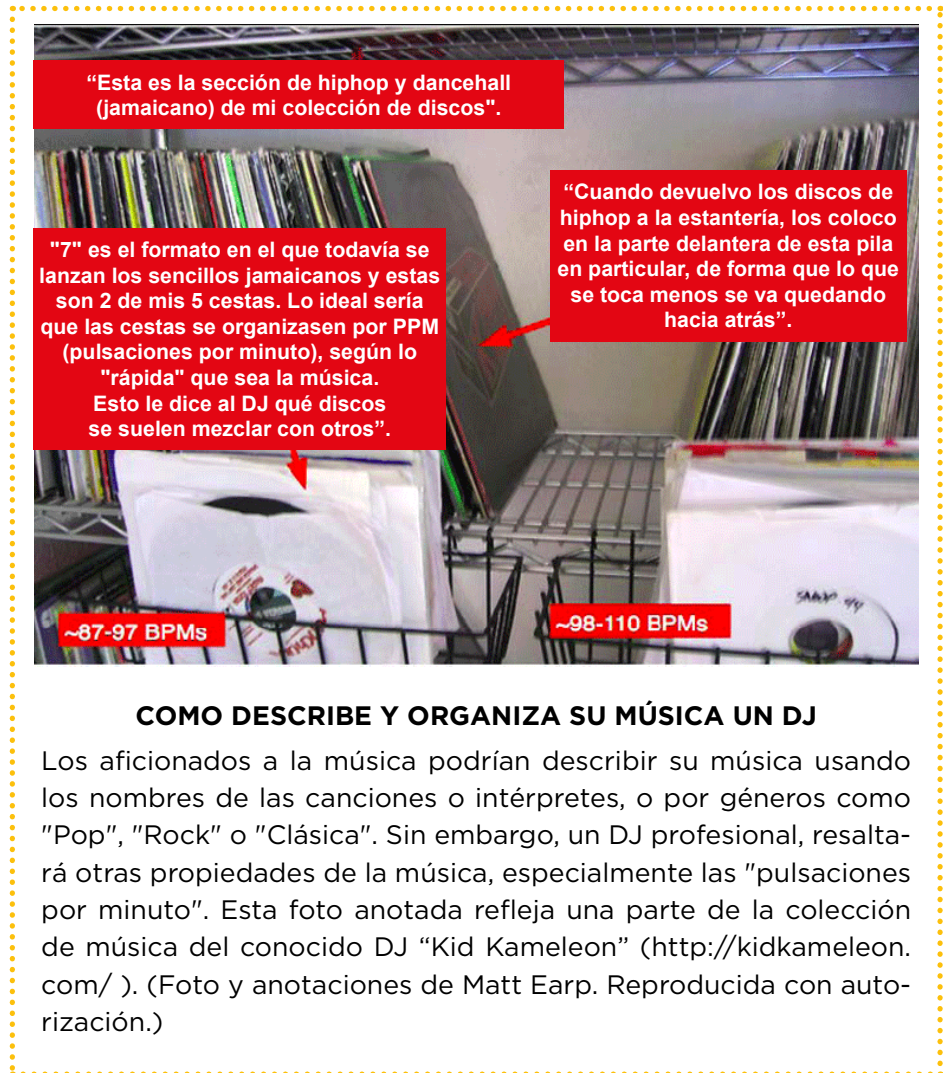 “Esta es la sección de hiphop y dancehall
(jamaicano) de mi colección de discos".
“Cuando devuelvo los discos de
hiphop a la estantería, los coloco
en la parte delantera de esta pila
en particular, de forma que lo que
se toca menos se va quedando
hacia atrás”.
"7" es el formato en el que todavía se
lanzan los sencillos jamaicanos y estas
son 2 de mis 5 cestas. Lo ideal sería
que las cestas se organizasen por PPM
(pulsaciones por minuto), según lo
"rápida" que sea la música.
Esto le dice al DJ qué discos
se suelen mezclar con otros”.
~87-97 BPMs
~98-110 BPMs
COMO DESCRIBE Y ORGANIZA SU MÚSICA UN DJ
Los aficionados a la música podrían describir su música usando
los nombres de las canciones o intérpretes, o por géneros como
"Pop", "Rock" o "Clásica". Sin embargo, un DJ profesional, resalta-
rá otras propiedades de la música, especialmente las "pulsaciones
por minuto". Esta foto anotada refleja una parte de la colección
de música del conocido DJ “Kid Kameleon” (http://kidkameleon.
com/ ). (Foto y anotaciones de Matt Earp. Reproducida con auto-
rización.)